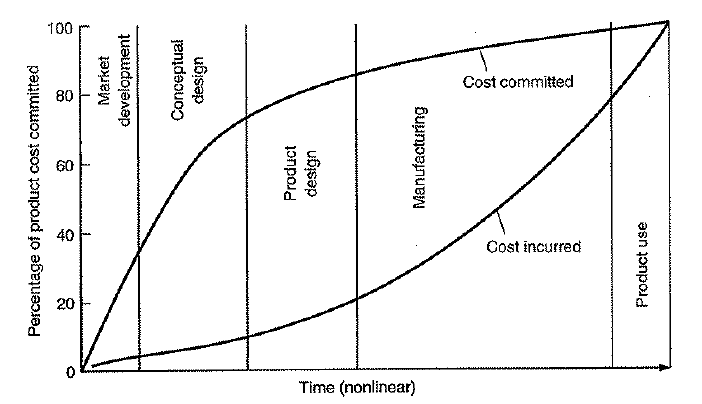 100
80
60
40
20
0
Percentage of product cost committed
Market
development
Conceptual
design
Product
design
Manufacturing
Product use
Cost committed
Cost incurred
Time (nonlinear)